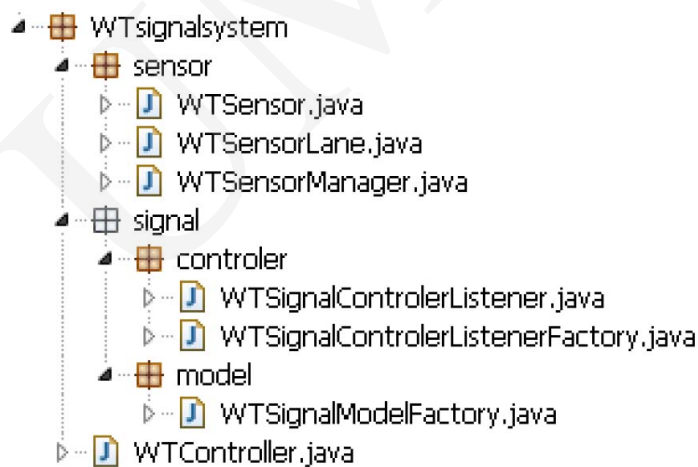 WTsignalsystem
sensor
WTSensor.java
WTSensorLane.java
WTSensorManager.java
signal
controler
WTSignalControlerListener.java
WTSignalControlerListenerFactory.java
model
WTSignalModelFactory.java
WTController.java